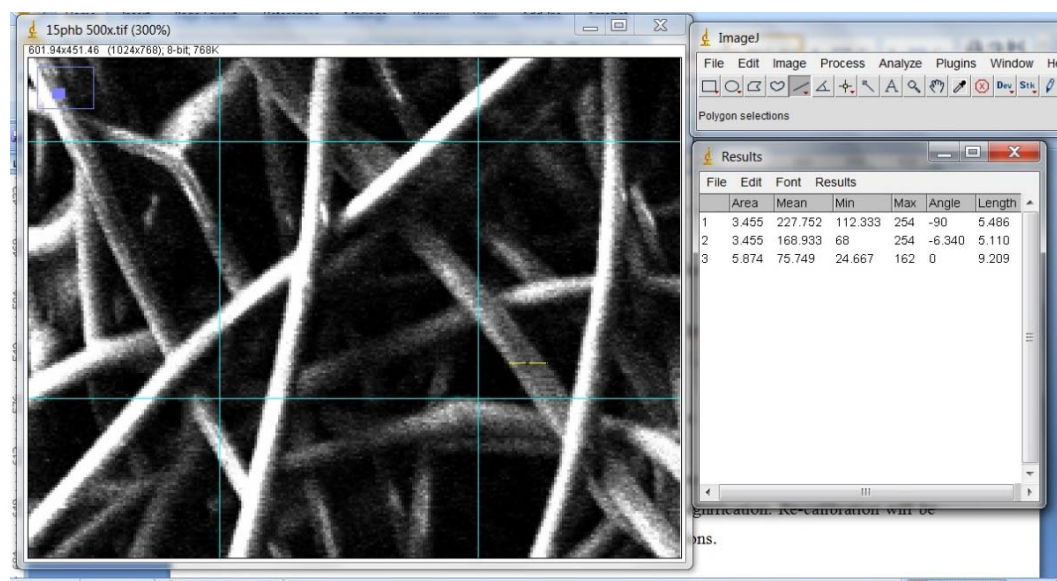 15phb 500x.tif (300%)
601.94x451.46 (1024x768); 8-bit; 768K
ImageJ
File Edit Image Process Analyze Plugins Window He
Dev Stk
Polygon selections
Results
File Edit Font Results
Area Mean Min Max Angle Length
1 3.455 227.752 112.333 254 -90 5.486
2 3.455 168.933 68 254 -6.340 5.110
3 5.874 75.749 24.667 162 0 9.209
Re-calibration will be
ons.